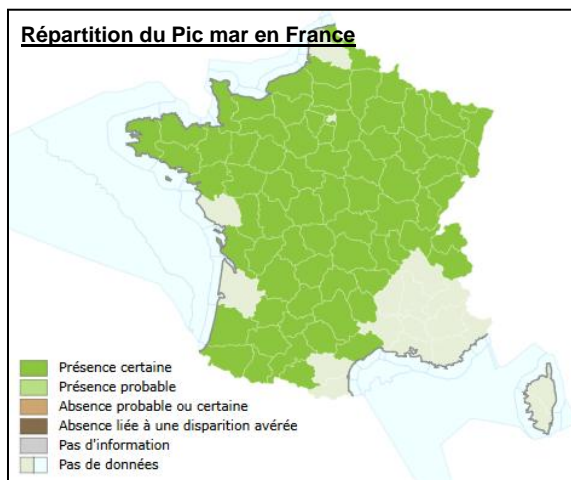 Répartition du Pic mar en France
Présence certaine
Présence probable
Absence probable ou certaine
Absence liée à une disparition avérée
Pas d'information
Pas de données